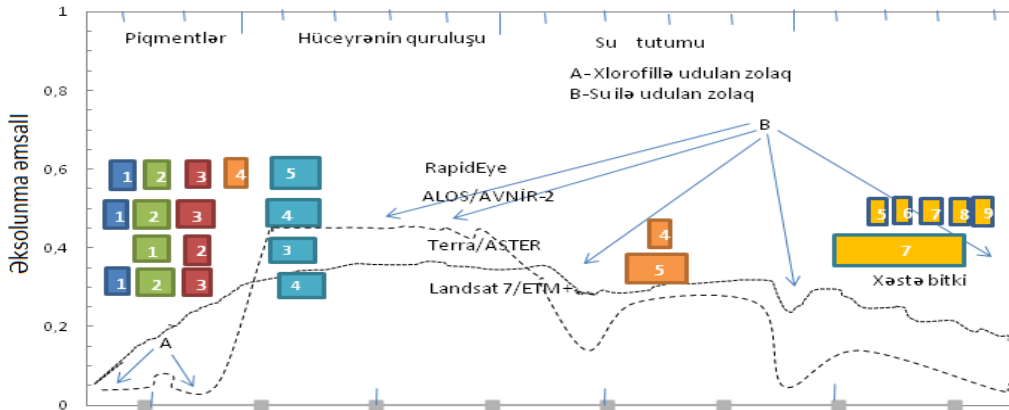 Əksolunma əmsalı
1
0,8
0,6
0,4
0,2
0
Piqmentlər
Hüceyrənin quruluşu
Su tutumu
A-Xlorofillə udulan zolaq
B-Su ilə udulan zolaq
B
1 2 3 4 5
RapidEye
1 2 3 4
ALOS/AVNİR-2
5 6 7 8 9
1 2 3
Terra/ASTER
4
7
1 2 3 4
Landsat 7/ETM+
5
Xəstə bitki
A